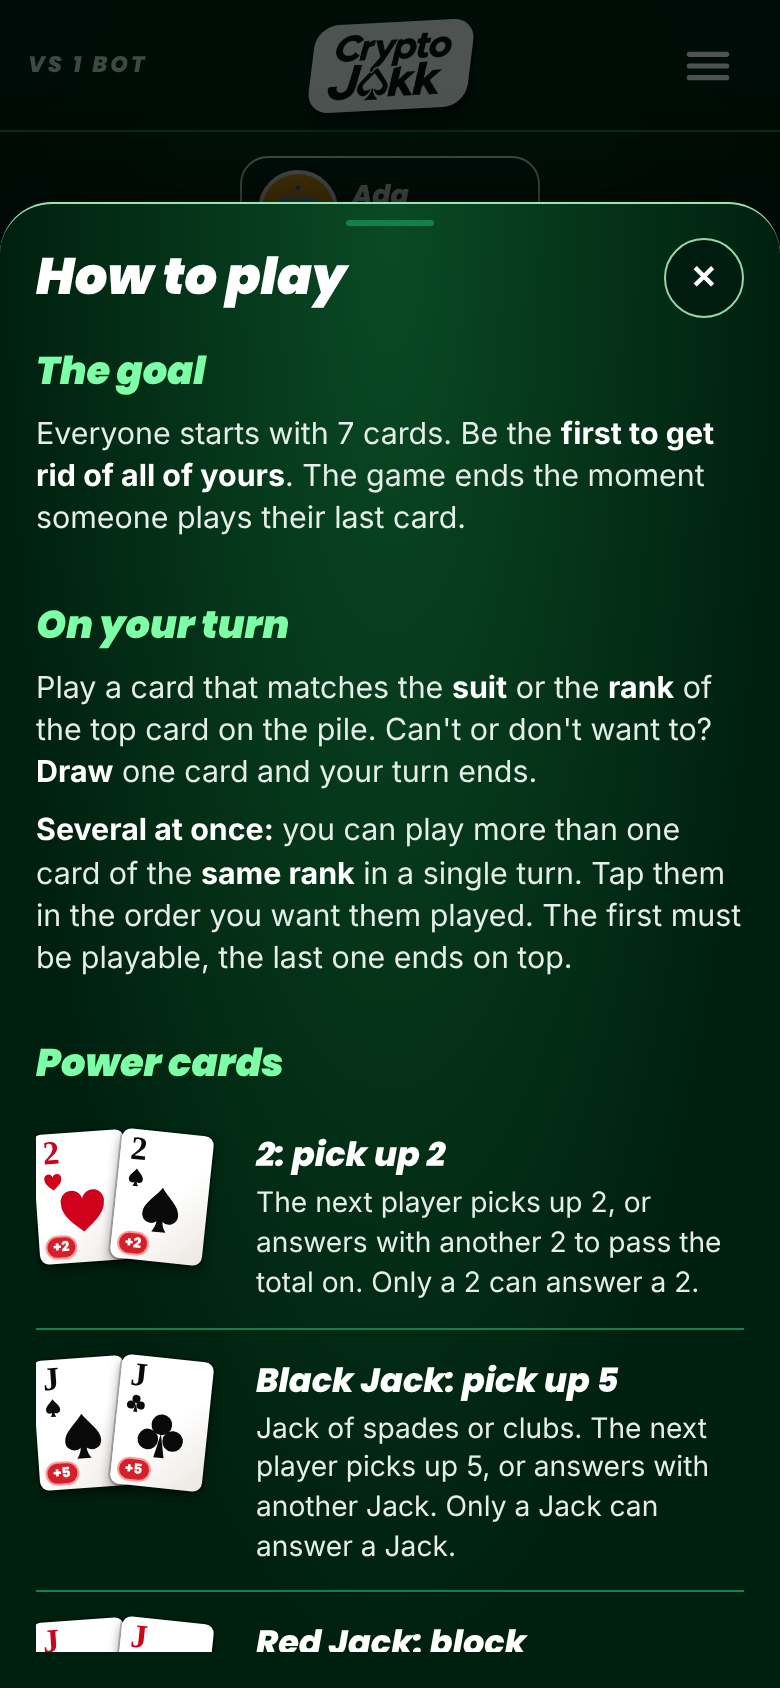 VS 1 BOT
Crypto
Jokk
Ada
How to play
✕
The goal
Everyone starts with 7 cards. Be the first to get
rid of all of yours. The game ends the moment
someone plays their last card.
On your turn
Play a card that matches the suit or the rank of
the top card on the pile. Can't or don't want to?
Draw one card and your turn ends.
Several at once: you can play more than one
card of the same rank in a single turn. Tap them
in the order you want them played. The first must
be playable, the last one ends on top.
Power cards
2 2
+2 +2
2: pick up 2
The next player picks up 2, or
answers with another 2 to pass the
total on. Only a 2 can answer a 2.
J J
+5 +5
Black Jack: pick up 5
Jack of spades or clubs. The next
player picks up 5, or answers with
another Jack. Only a Jack can
answer a Jack.
J J
Red Jack: block